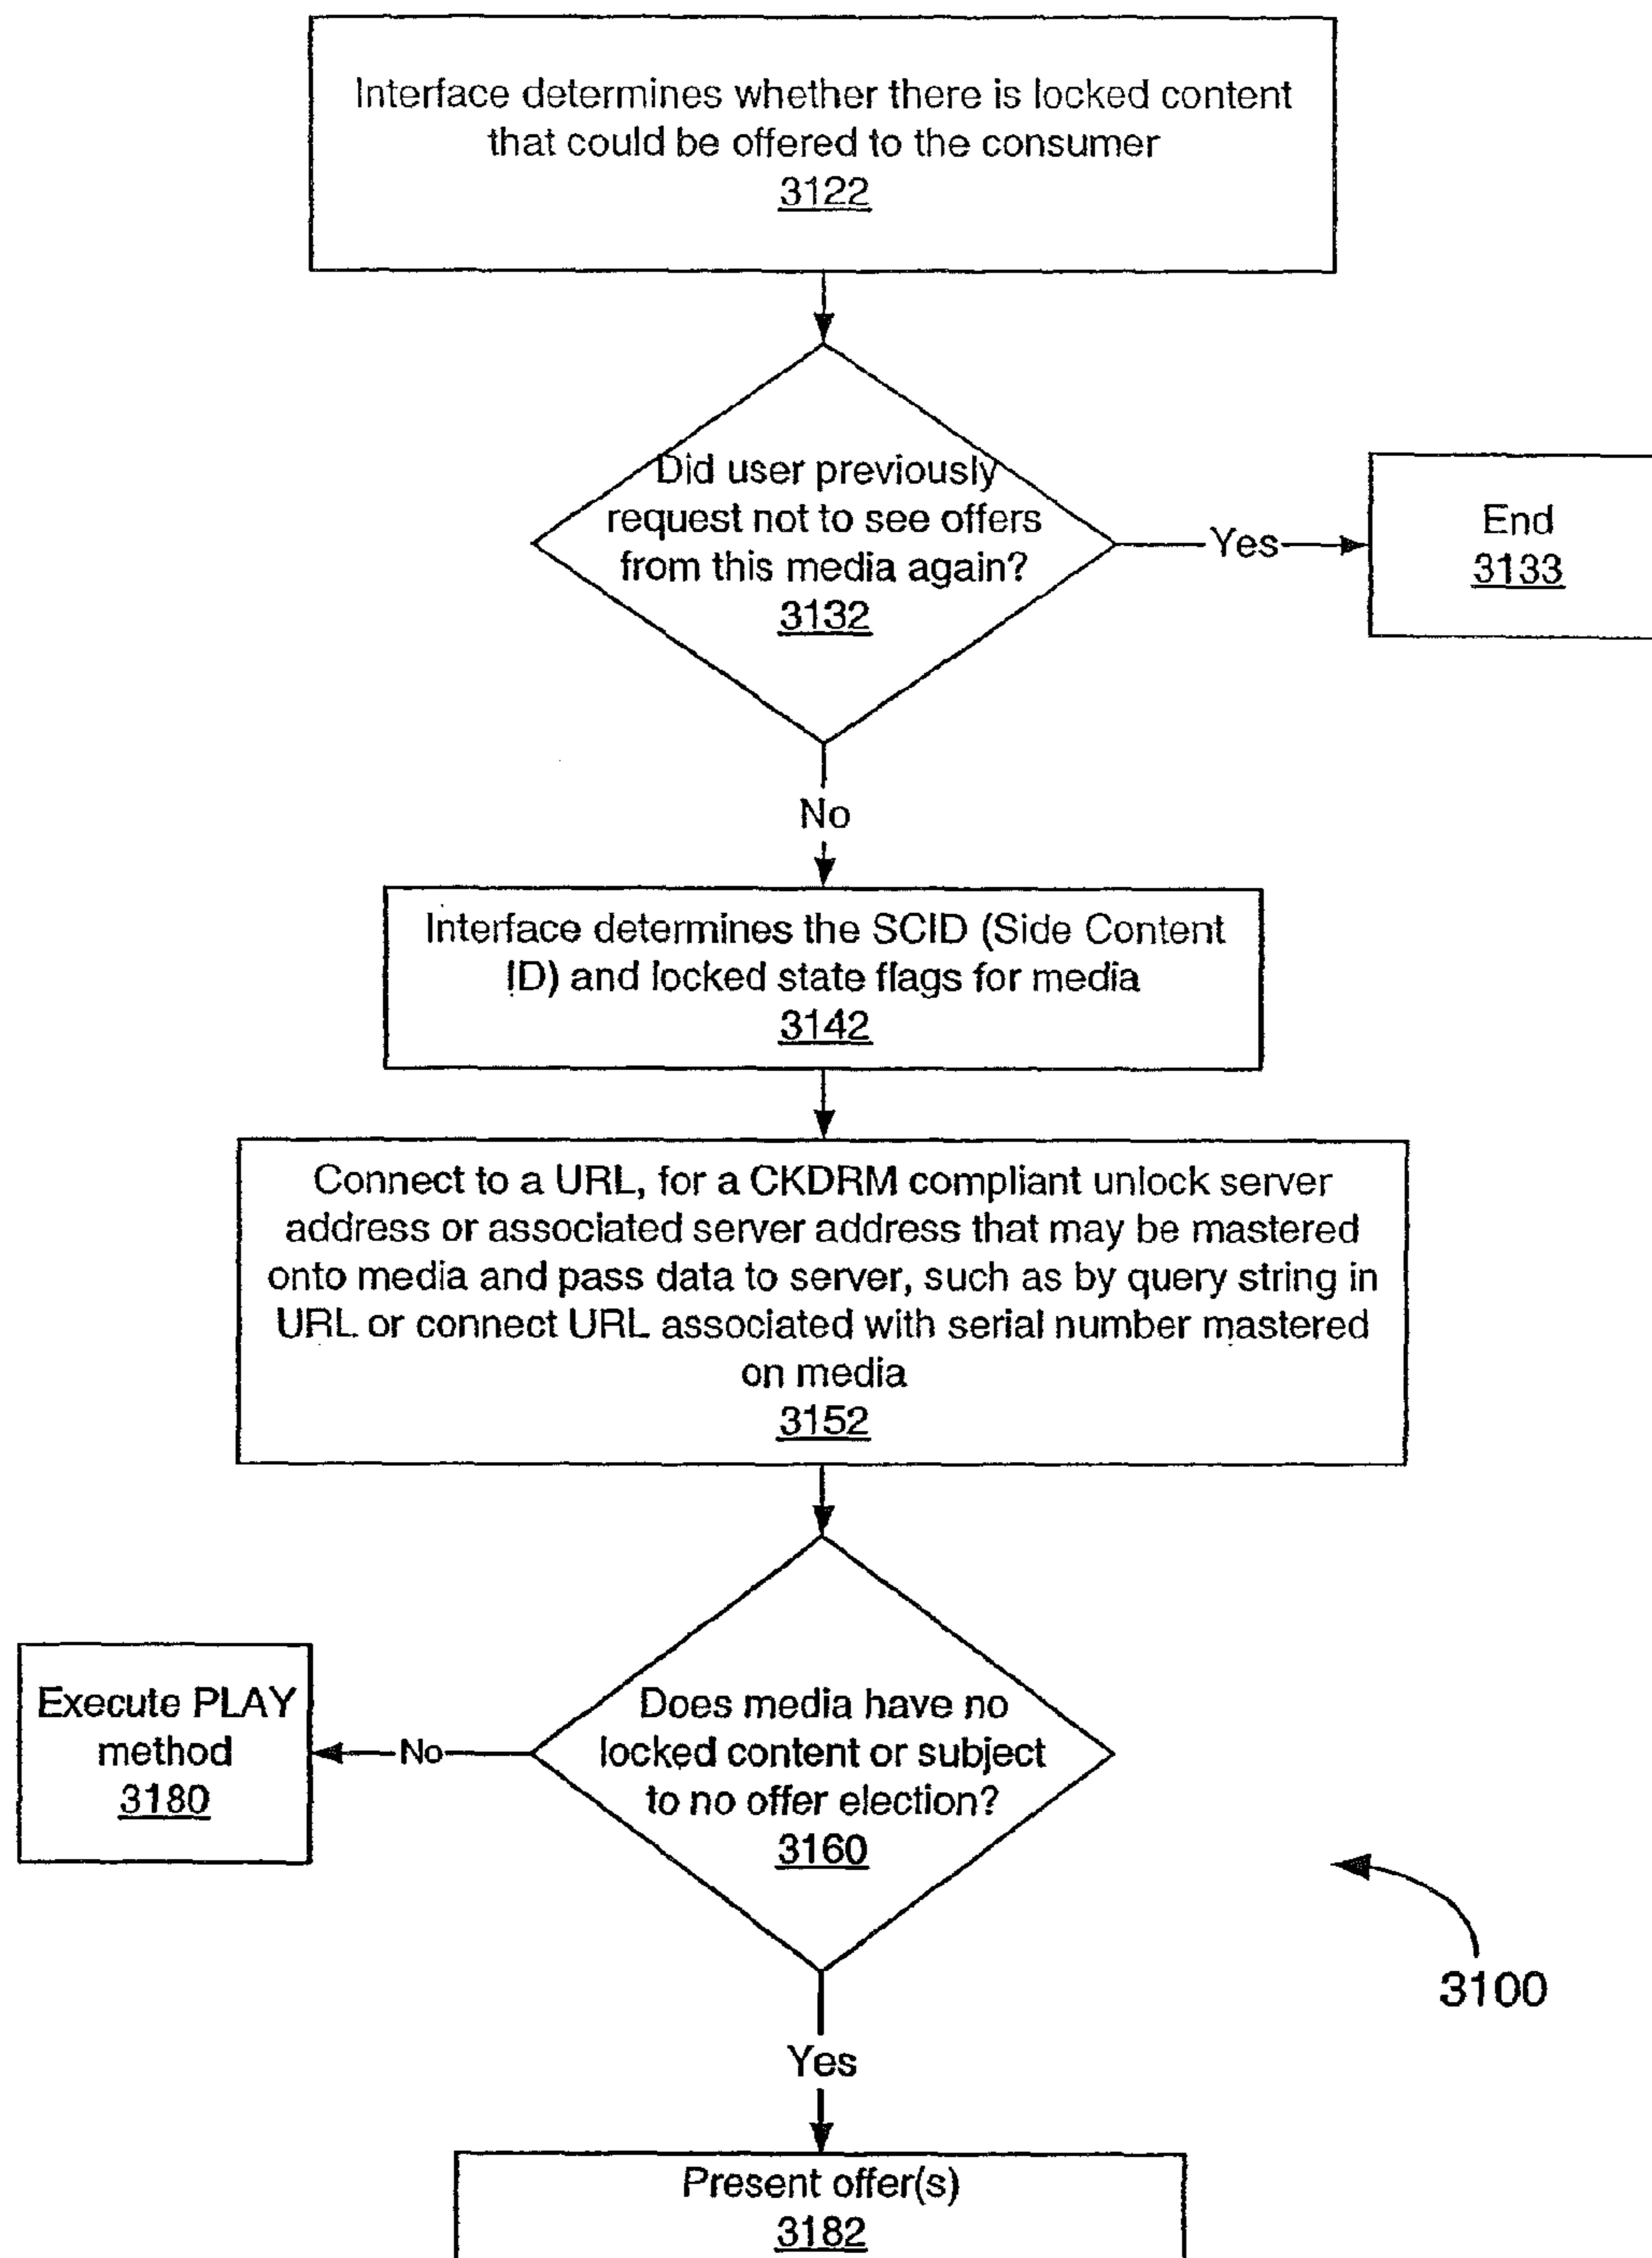 Interface determines whether there is locked content
that could be offered to the consumer
3122
Did user previously
request not to see offers
from this media again?
3132
Yes
End
3133
No
Interface determines the SCID (Side Content
ID) and locked state flags for media
3142
Connect to a URL, for a CKDRM compliant unlock server
address or associated server address that may be mastered
onto media and pass data to server, such as by query string in
URL or connect URL associated with serial number mastered
on media
3152
Does media have no
locked content or subject
to no offer election?
3160
No
Execute PLAY
method
3180
3100
Yes
Present offer(s)
3182